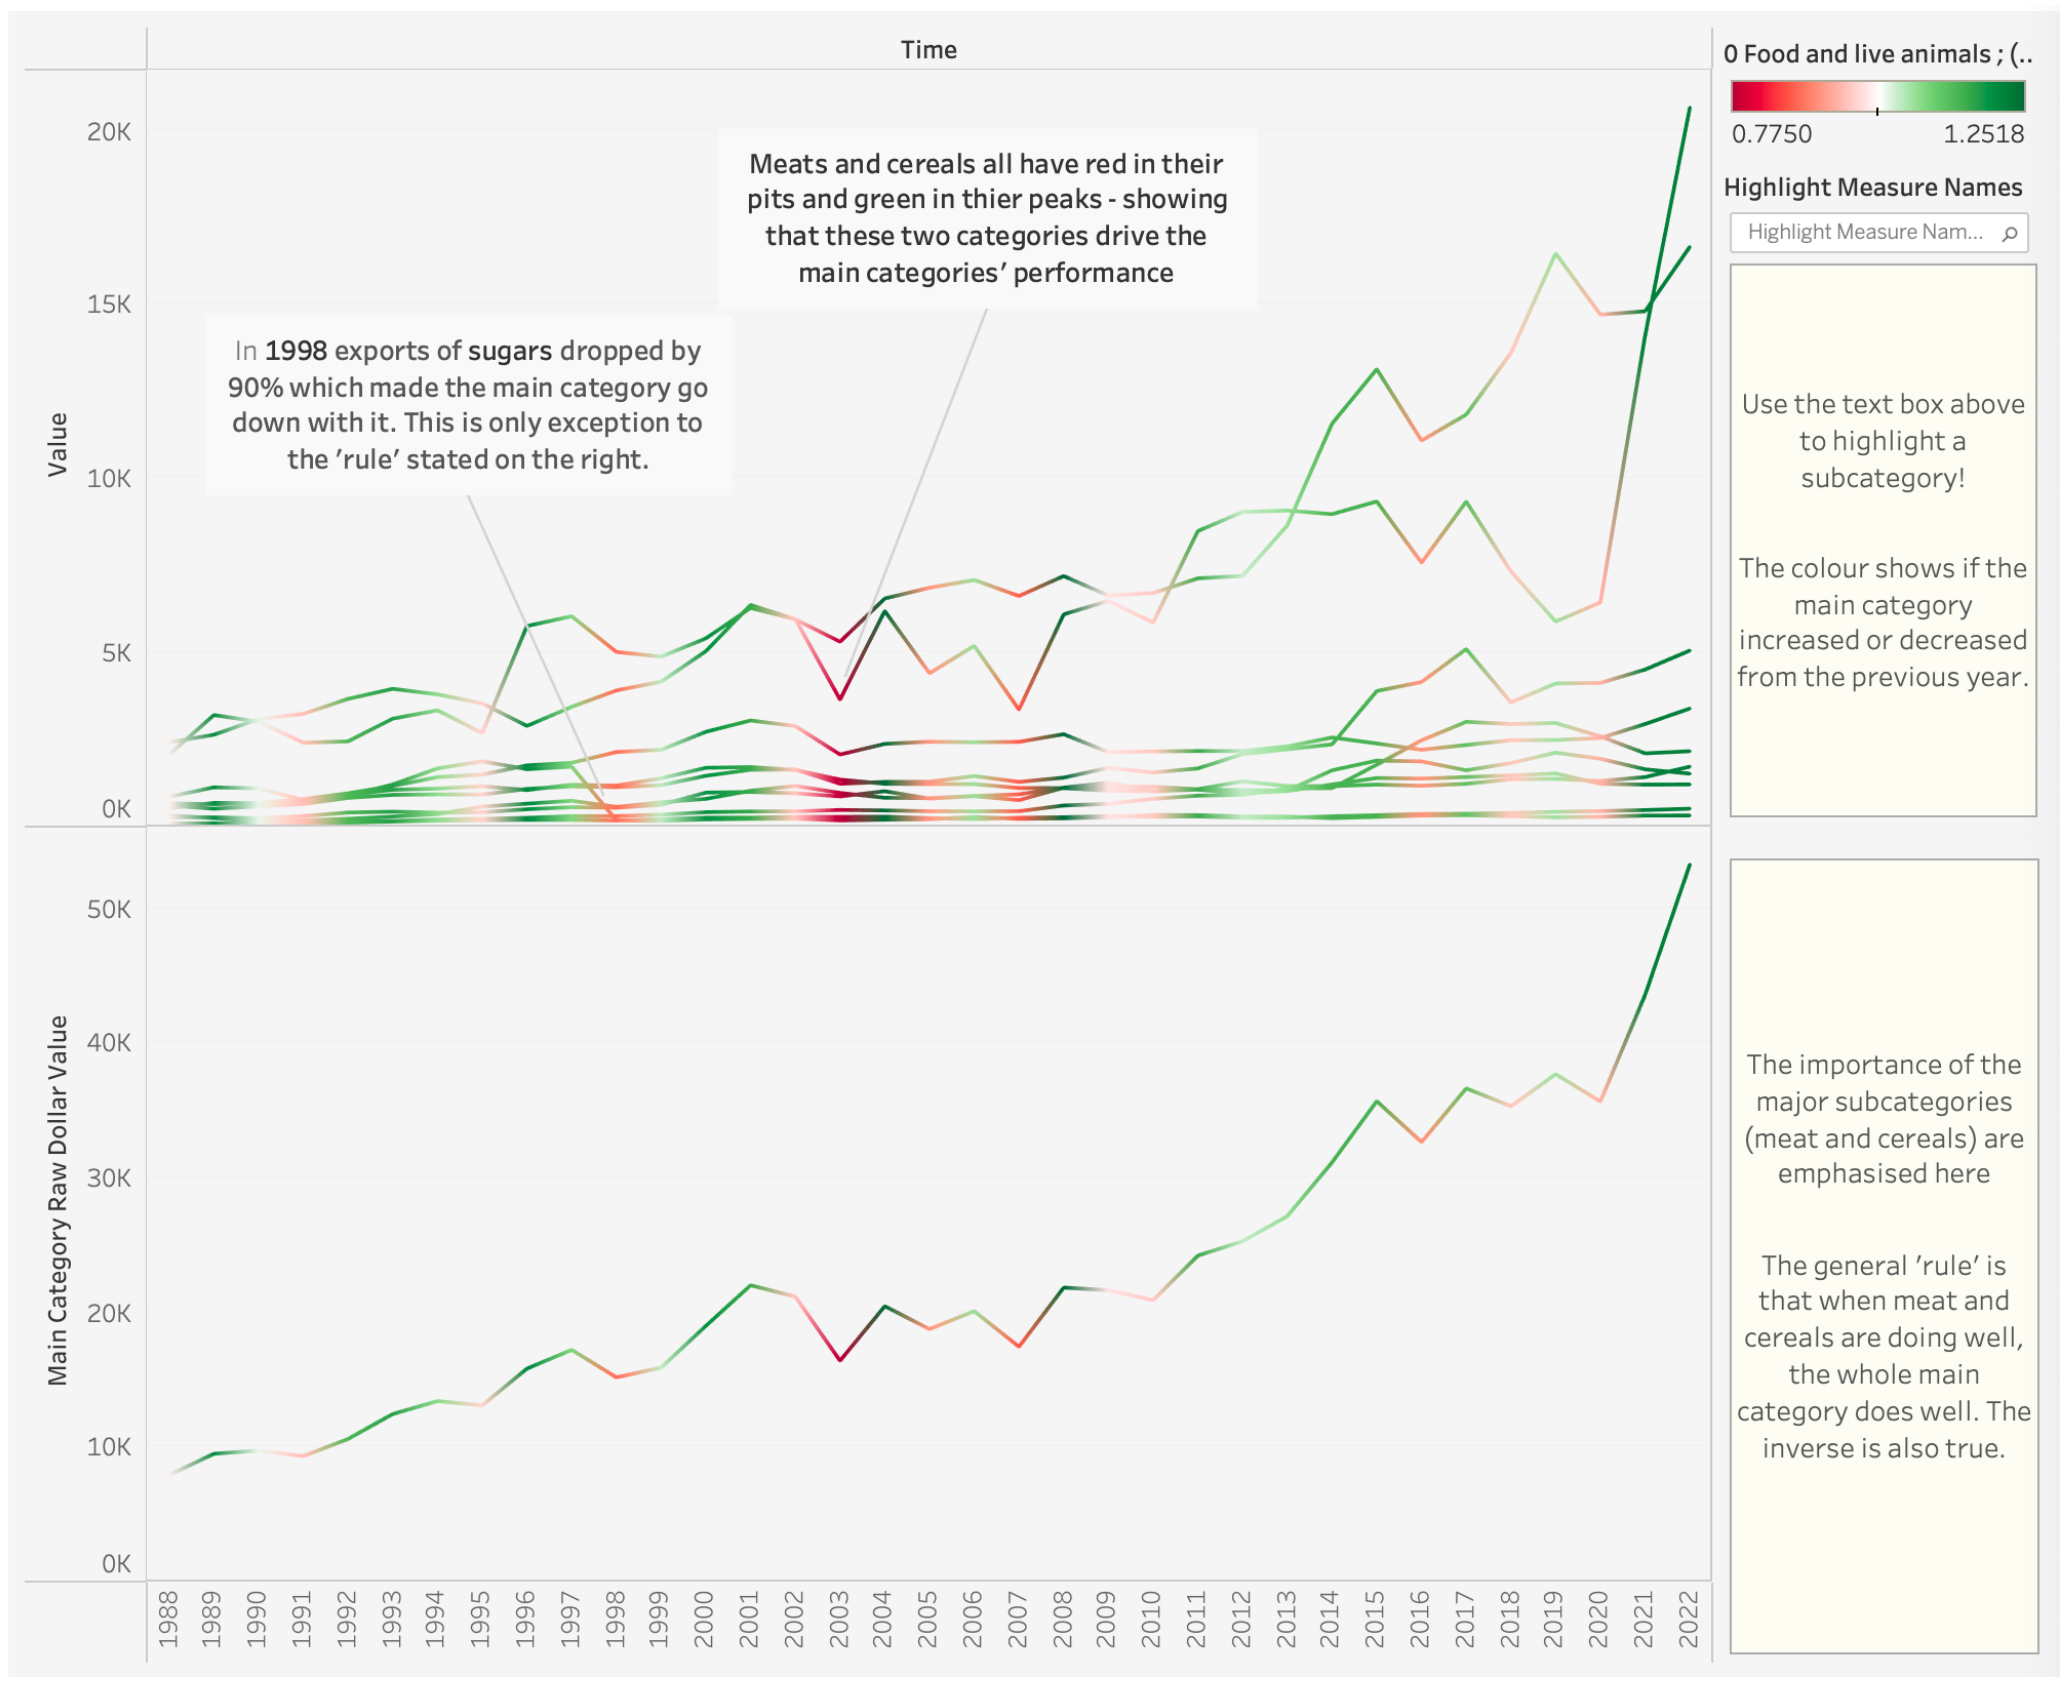 Time
0 Food and live animals ; (..
0.7750
1.2518
Highlight Measure Names
Highlight Measure Nam...
Use the text box above
to highlight a
subcategory!
The colour shows if the
main category
increased or decreased
from the previous year.
Value
20K
15K
10K
5K
0K
Meats and cereals all have red in their
pits and green in thier peaks - showing
that these two categories drive the
main categories' performance
In 1998 exports of sugars dropped by
90% which made the main category go
down with it. This is only exception to
the 'rule' stated on the right.
Main Category Raw Dollar Value
50K
40K
30K
20K
10K
0K
The importance of the
major subcategories
(meat and cereals) are
emphasised here
The general 'rule' is
that when meat and
cereals are doing well,
the whole main
category does well. The
inverse is also true.
1988
1989
1990
1991
1992
1993
1994
1995
1996
1997
1998
1999
2000
2001
2002
2003
2004
2005
2006
2007
2008
2009
2010
2011
2012
2013
2014
2015
2016
2017
2018
2019
2020
2021
2022